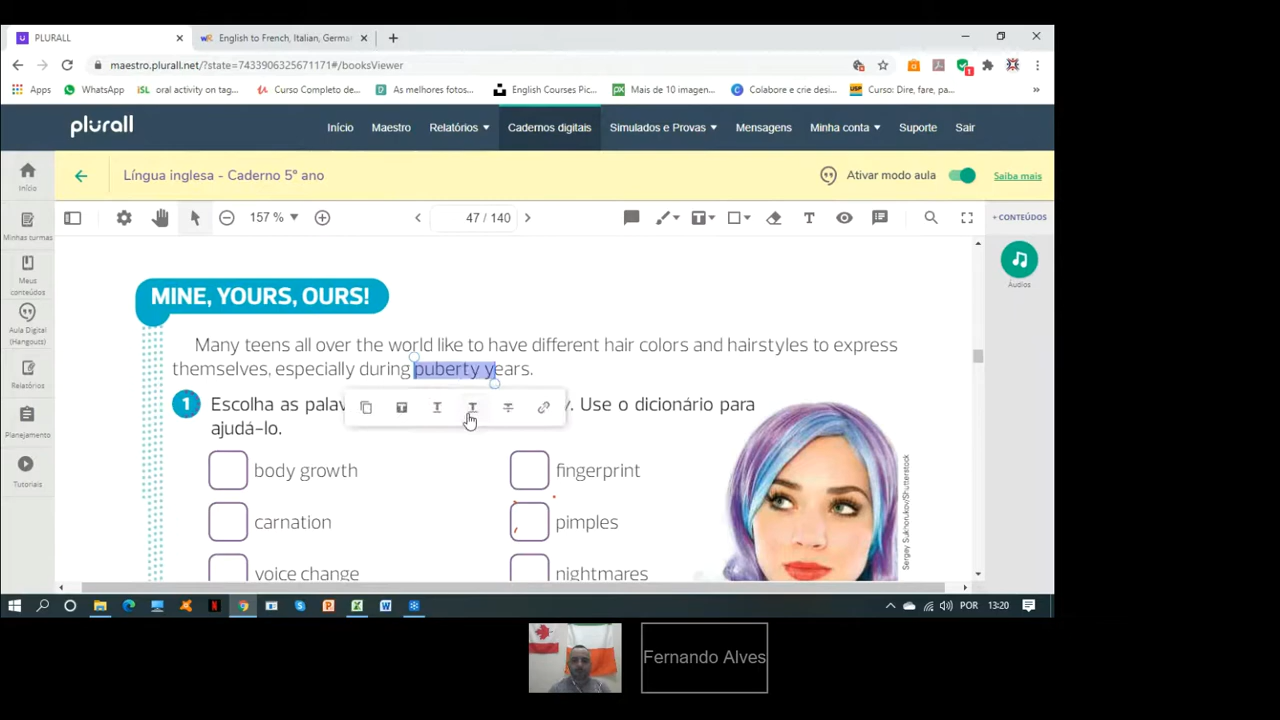 PLURALL
English to French, Italian, Germa
maestro.plurall.net/?state=7433906325671171#/booksViewer
Apps
WhatsApp
oral activity on tag...
Curso Completo de...
As melhores fotos...
English Courses Pic...
Mais de 10 imagen...
Colabore e crie desi...
Curso: Dire, fare, pa...
plurall
Início
Maestro
Relatórios
Cadernos digitais
Simulados e Provas
Mensagens
Minha conta
Suporte
Sair
Início
Língua inglesa - Caderno 5º ano
Ativar modo aula
Saiba mais
Minhas turmas
157 %
47 / 140
+ CONTEÚDOS
Meus conteúdos
Áudios
Aula Digital (Hangouts)
Relatórios
Planejamento
Tutoriais
MINE, YOURS, OURS!
Many teens all over the world like to have different hair colors and hairstyles to express
themselves, especially during puberty years.
1 Escolha as palav y. Use o dicionário para
ajudá-lo.
body growth
fingerprint
carnation
pimples
voice change
nightmares
Sergey Sukhorukov/Shutterstock
POR
13:20
Fernando Alves